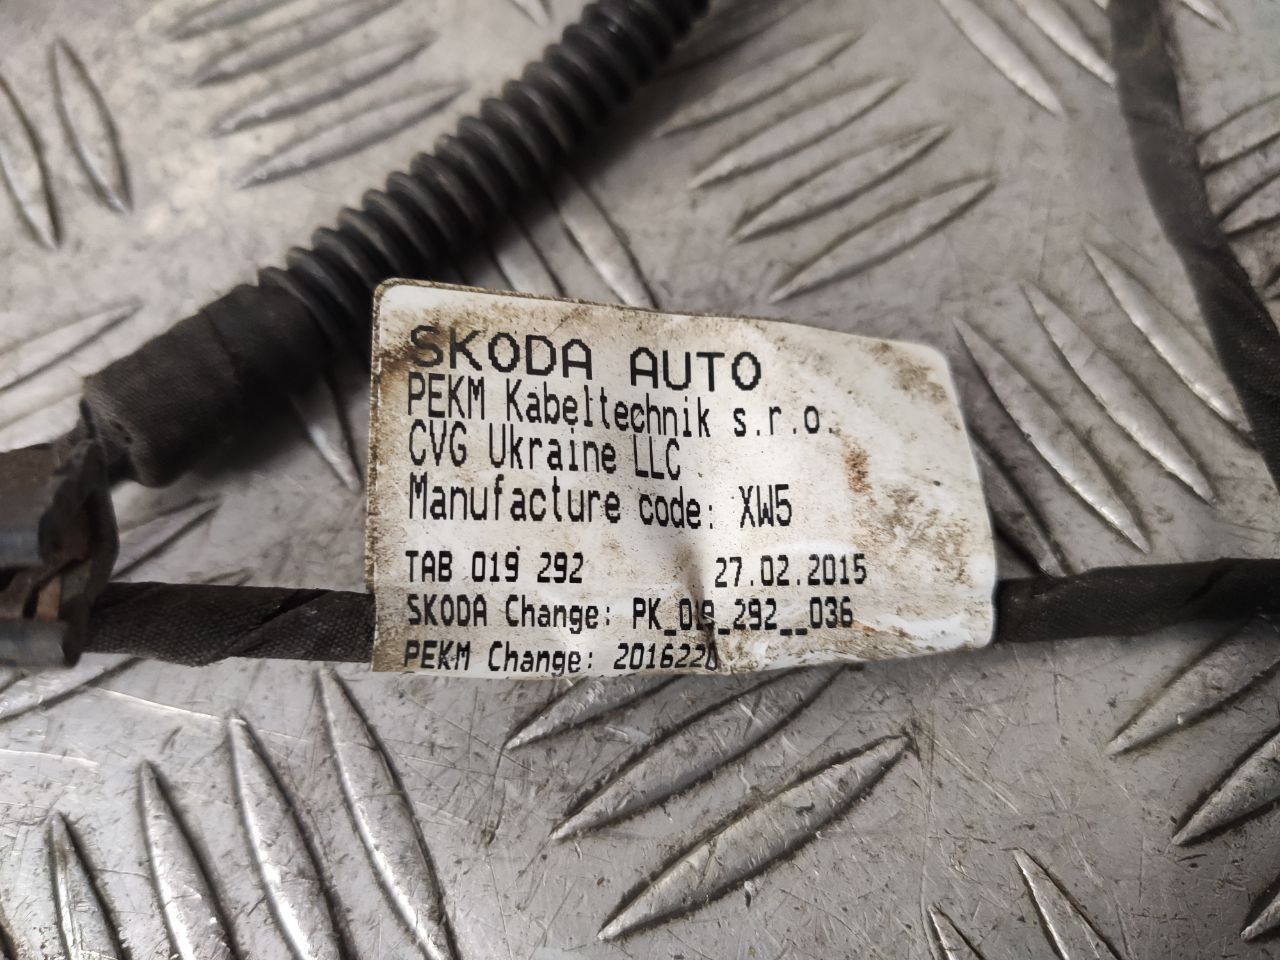 SKODA AUTO
PEKM Kabeltechnik s.r.o.
CVG Ukraine LLC
Manufacture code: XW5
TAB 019 292 27.02.2015
SKODA Change: PK_019_292__036
PEKM Change: 2016220